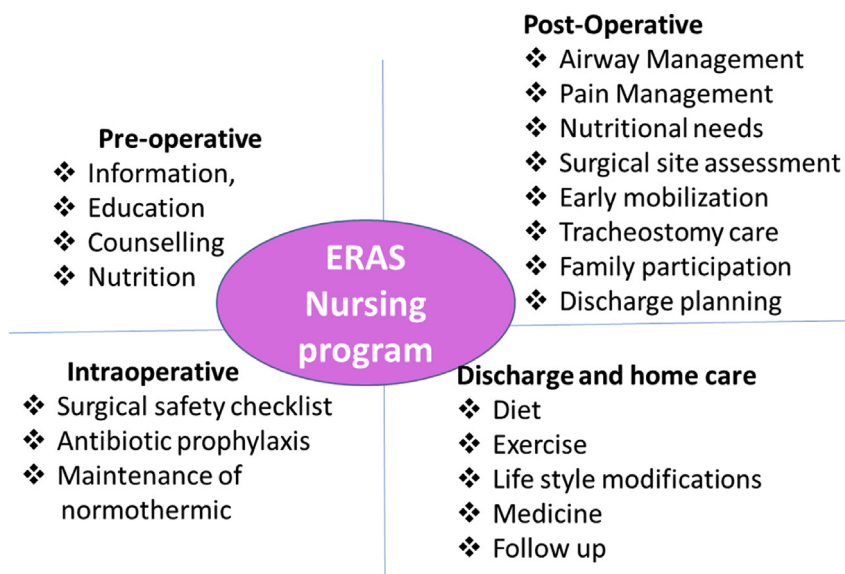 Pre-operative
❖ Information,
❖ Education
❖ Counselling
❖ Nutrition
Post-Operative
❖ Airway Management
❖ Pain Management
❖ Nutritional needs
❖ Surgical site assessment
❖ Early mobilization
❖ Tracheostomy care
❖ Family participation
❖ Discharge planning
ERAS
Nursing
program
Intraoperative
❖ Surgical safety checklist
❖ Antibiotic prophylaxis
❖ Maintenance of
normothermic
Discharge and home care
❖ Diet
❖ Exercise
❖ Life style modifications
❖ Medicine
❖ Follow up